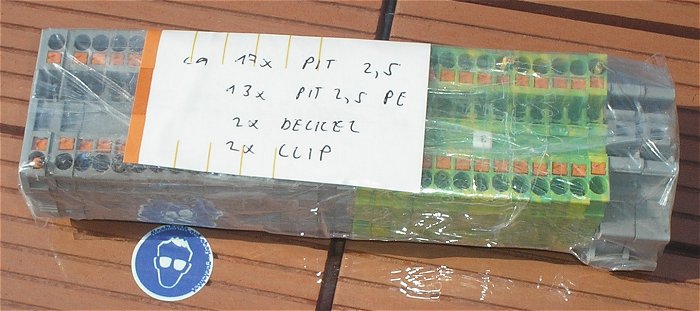 ca 17x PIT 2,5
13x PIT 2,5 PE
2x DECKEL
2x CLIP